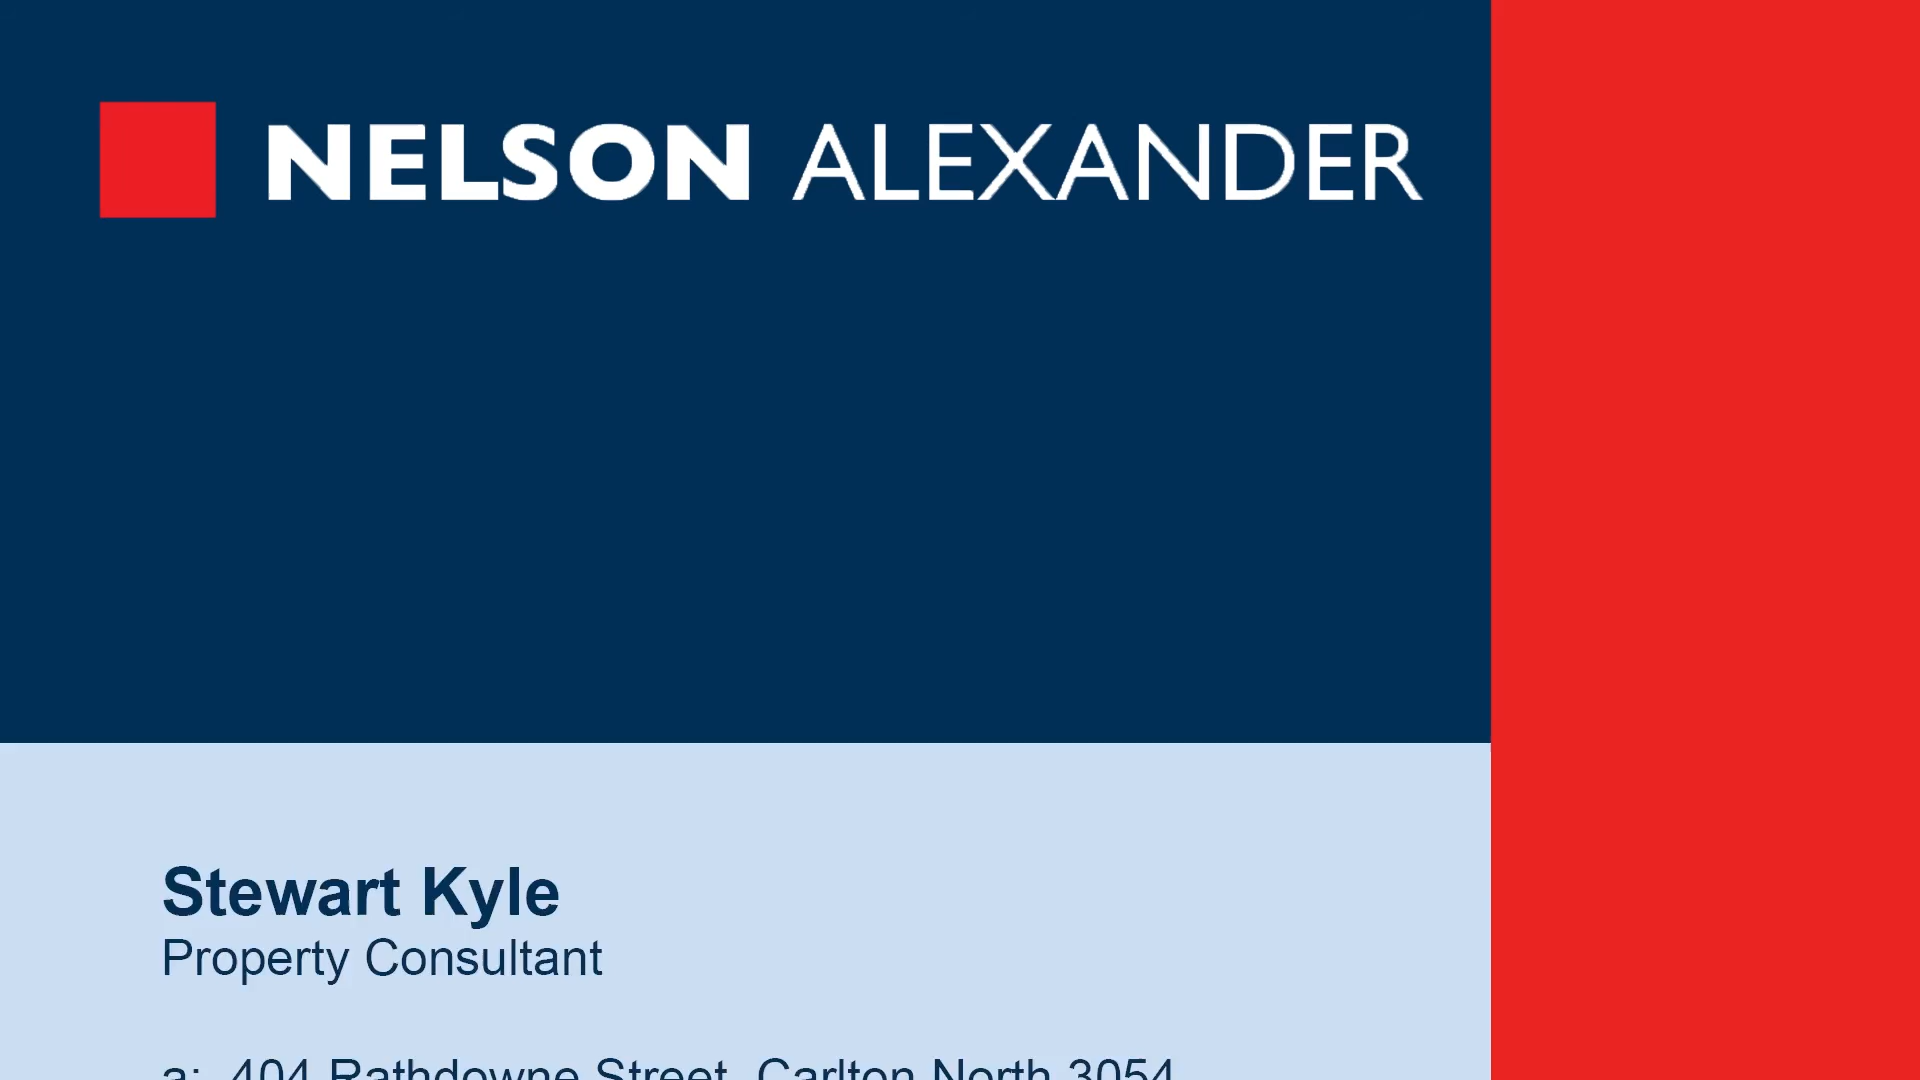 NELSON ALEXANDER
Stewart Kyle
Property Consultant
a: 404 Rathdowne Street, Carlton North 3054